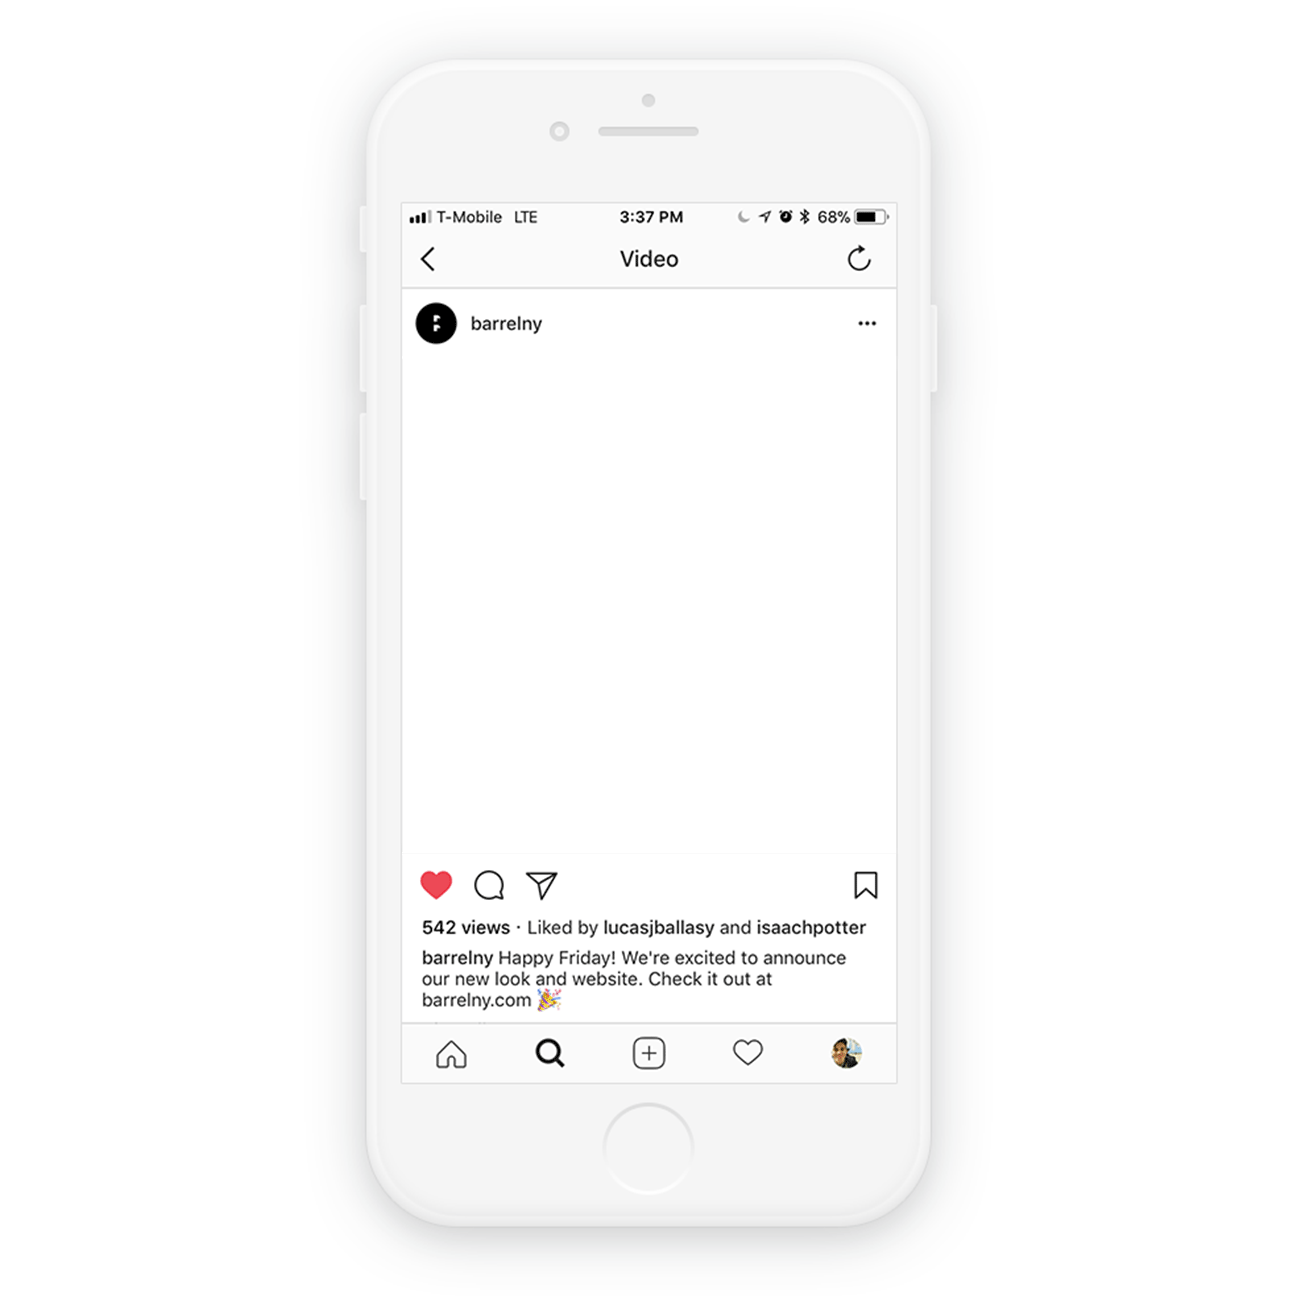 T-Mobile LTE 3:37 PM 68%
Video
barrelny
542 views · Liked by lucasjballasy and isaachpotter
barrelny Happy Friday! We're excited to announce
our new look and website. Check it out at
barrelny.com 🎉